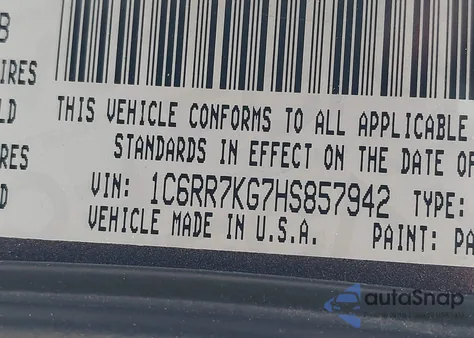 B
IRES
LD
RES
D
THIS VEHICLE CONFORMS TO ALL APPLICABLE
STANDARDS IN EFFECT ON THE DATE OF
VIN: 1C6RR7KG7HS857942 TYPE:
VEHICLE MADE IN U.S.A. PAINT: PA
autoSnap